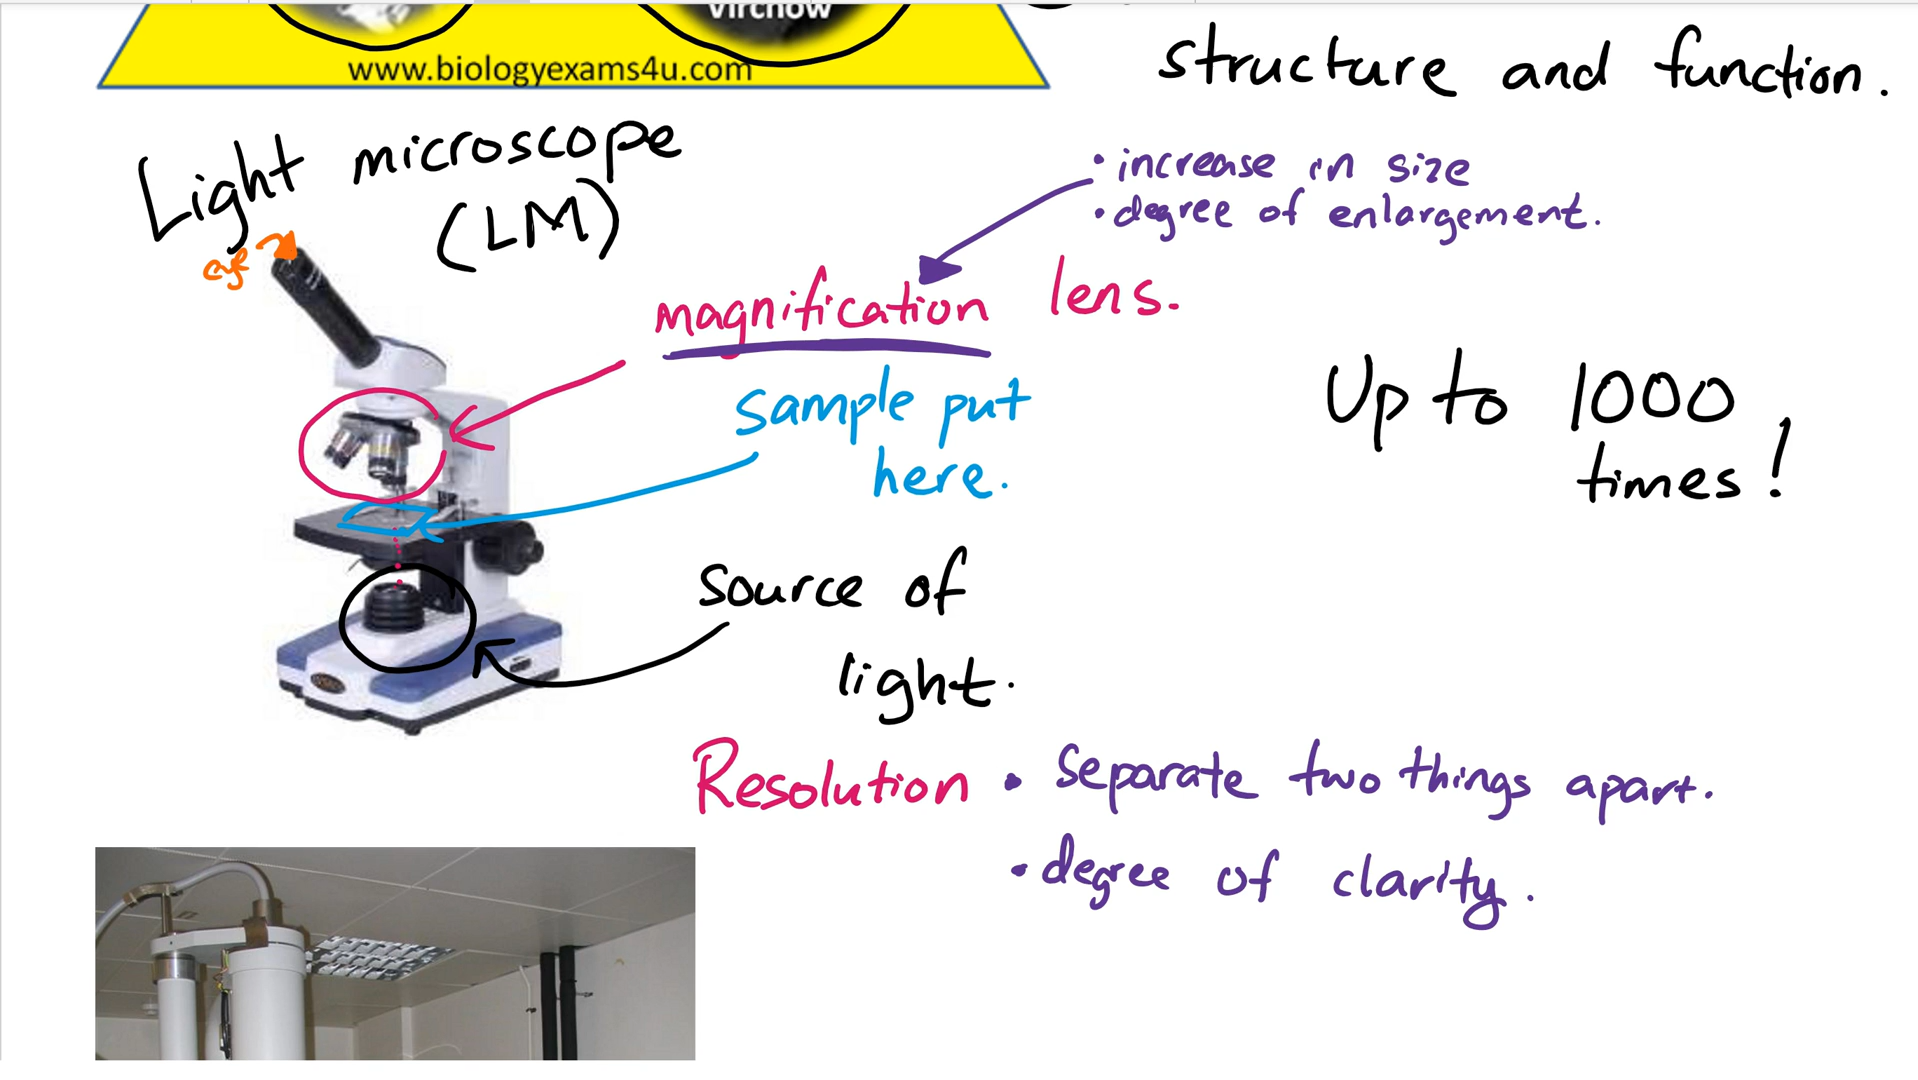 Virchow
www.biologyexams4u.com
structure and function.
Light microscope
(LM)
eye
• increase in size
• degree of enlargement.
magnification lens.
Sample put
here.
Up to 1000
times!
Source of
light.
Resolution • Separate two things apart.
• degree of clarity.